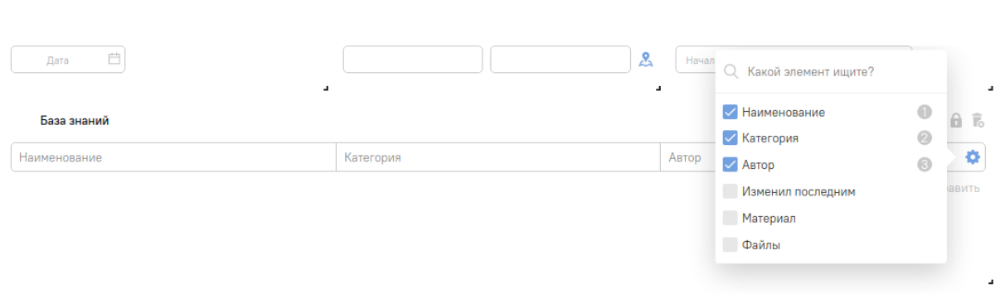 Дата
Начал
Какой элемент ищите?
База знаний
Наименование
Категория
Автор
Наименование 1
Категория 2
Автор 3
Изменил последним
Материал
Файлы
авить